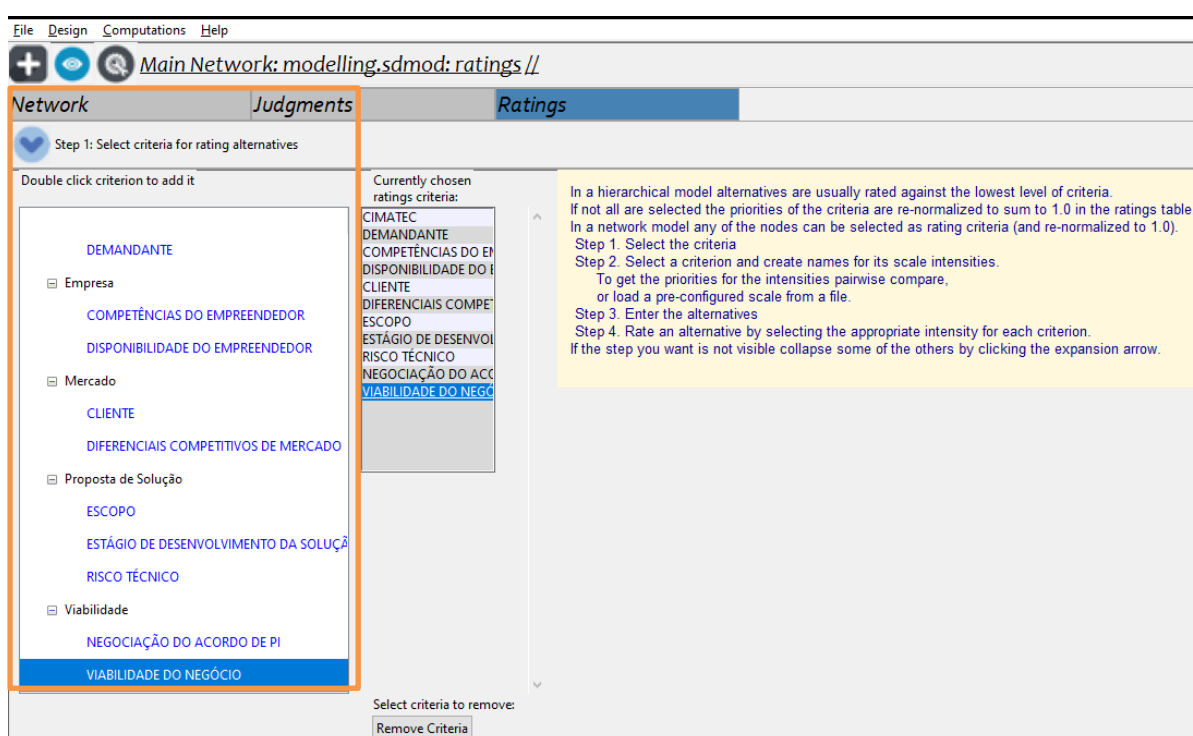 File Design Computations Help
Main Network: modelling.sdmod: ratings //
Network Judgments Ratings
Step 1: Select criteria for rating alternatives
Double click criterion to add it
DEMANDANTE
Empresa
COMPETÊNCIAS DO EMPREENDEDOR
DISPONIBILIDADE DO EMPREENDEDOR
Mercado
CLIENTE
DIFERENCIAIS COMPETITIVOS DE MERCADO
Proposta de Solução
ESCOPO
ESTÁGIO DE DESENVOLVIMENTO DA SOLUÇÃ
RISCO TÉCNICO
Viabilidade
NEGOCIAÇÃO DO ACORDO DE PI
VIABILIDADE DO NEGÓCIO
Currently chosen
ratings criteria:
CIMATEC
DEMANDANTE
COMPETÊNCIAS DO EM
DISPONIBILIDADE DO E
CLIENTE
DIFERENCIAIS COMPET
ESCOPO
ESTÁGIO DE DESENVOL
RISCO TÉCNICO
NEGOCIAÇÃO DO ACO
VIABILIDADE DO NEGÓ
Select criteria to remove:
Remove Criteria
In a hierarchical model alternatives are usually rated against the lowest level of criteria.
If not all are selected the priorities of the criteria are re-normalized to sum to 1.0 in the ratings table
In a network model any of the nodes can be selected as rating criteria (and re-normalized to 1.0).
Step 1. Select the criteria
Step 2. Select a criterion and create names for its scale intensities.
To get the priorities for the intensities pairwise compare,
or load a pre-configured scale from a file.
Step 3. Enter the alternatives
Step 4. Rate an alternative by selecting the appropriate intensity for each criterion.
If the step you want is not visible collapse some of the others by clicking the expansion arrow.